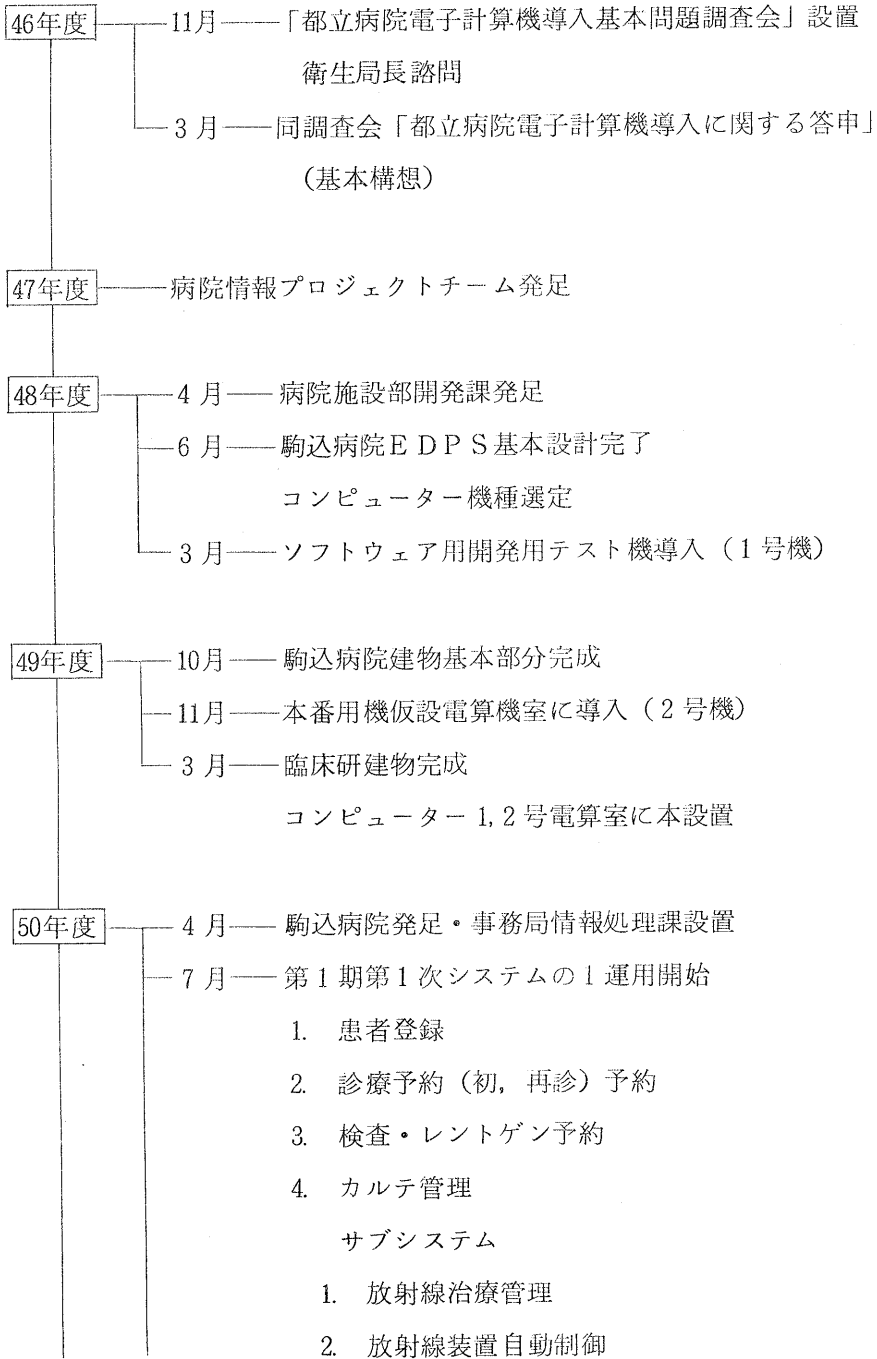 46年度 11月 「都立病院電子計算機導入基本問題調査会」設置
衛生局長諮問
3月 同調査会「都立病院電子計算機導入に関する答申」
(基本構想)
47年度 病院情報プロジェクトチーム発足
48年度 4月 病院施設部開発課発足
6月 駒込病院EDPS基本設計完了
コンピューター機種選定
3月 ソフトウェア用開発用テスト機導入(1号機)
49年度 10月 駒込病院建物基本部分完成
11月 本番用機仮設電算機室に導入(2号機)
3月 臨床研建物完成
コンピューター1,2号電算室に本設置
50年度 4月 駒込病院発足・事務局情報処理課設置
7月 第1期第1次システムの1運用開始
1. 患者登録
2. 診療予約(初,再診)予約
3. 検査・レントゲン予約
4. カルテ管理
サブシステム
1. 放射線治療管理
2. 放射線装置自動制御